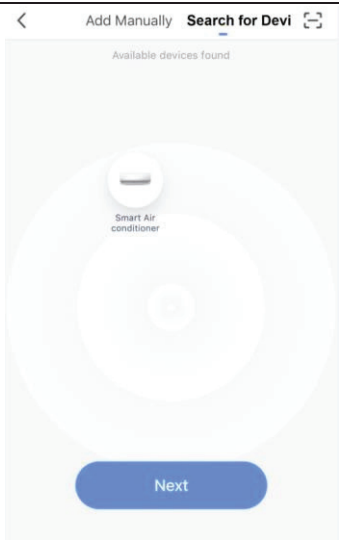 Add Manually Search for Devi
Available devices found
Smart Air
conditioner
Next